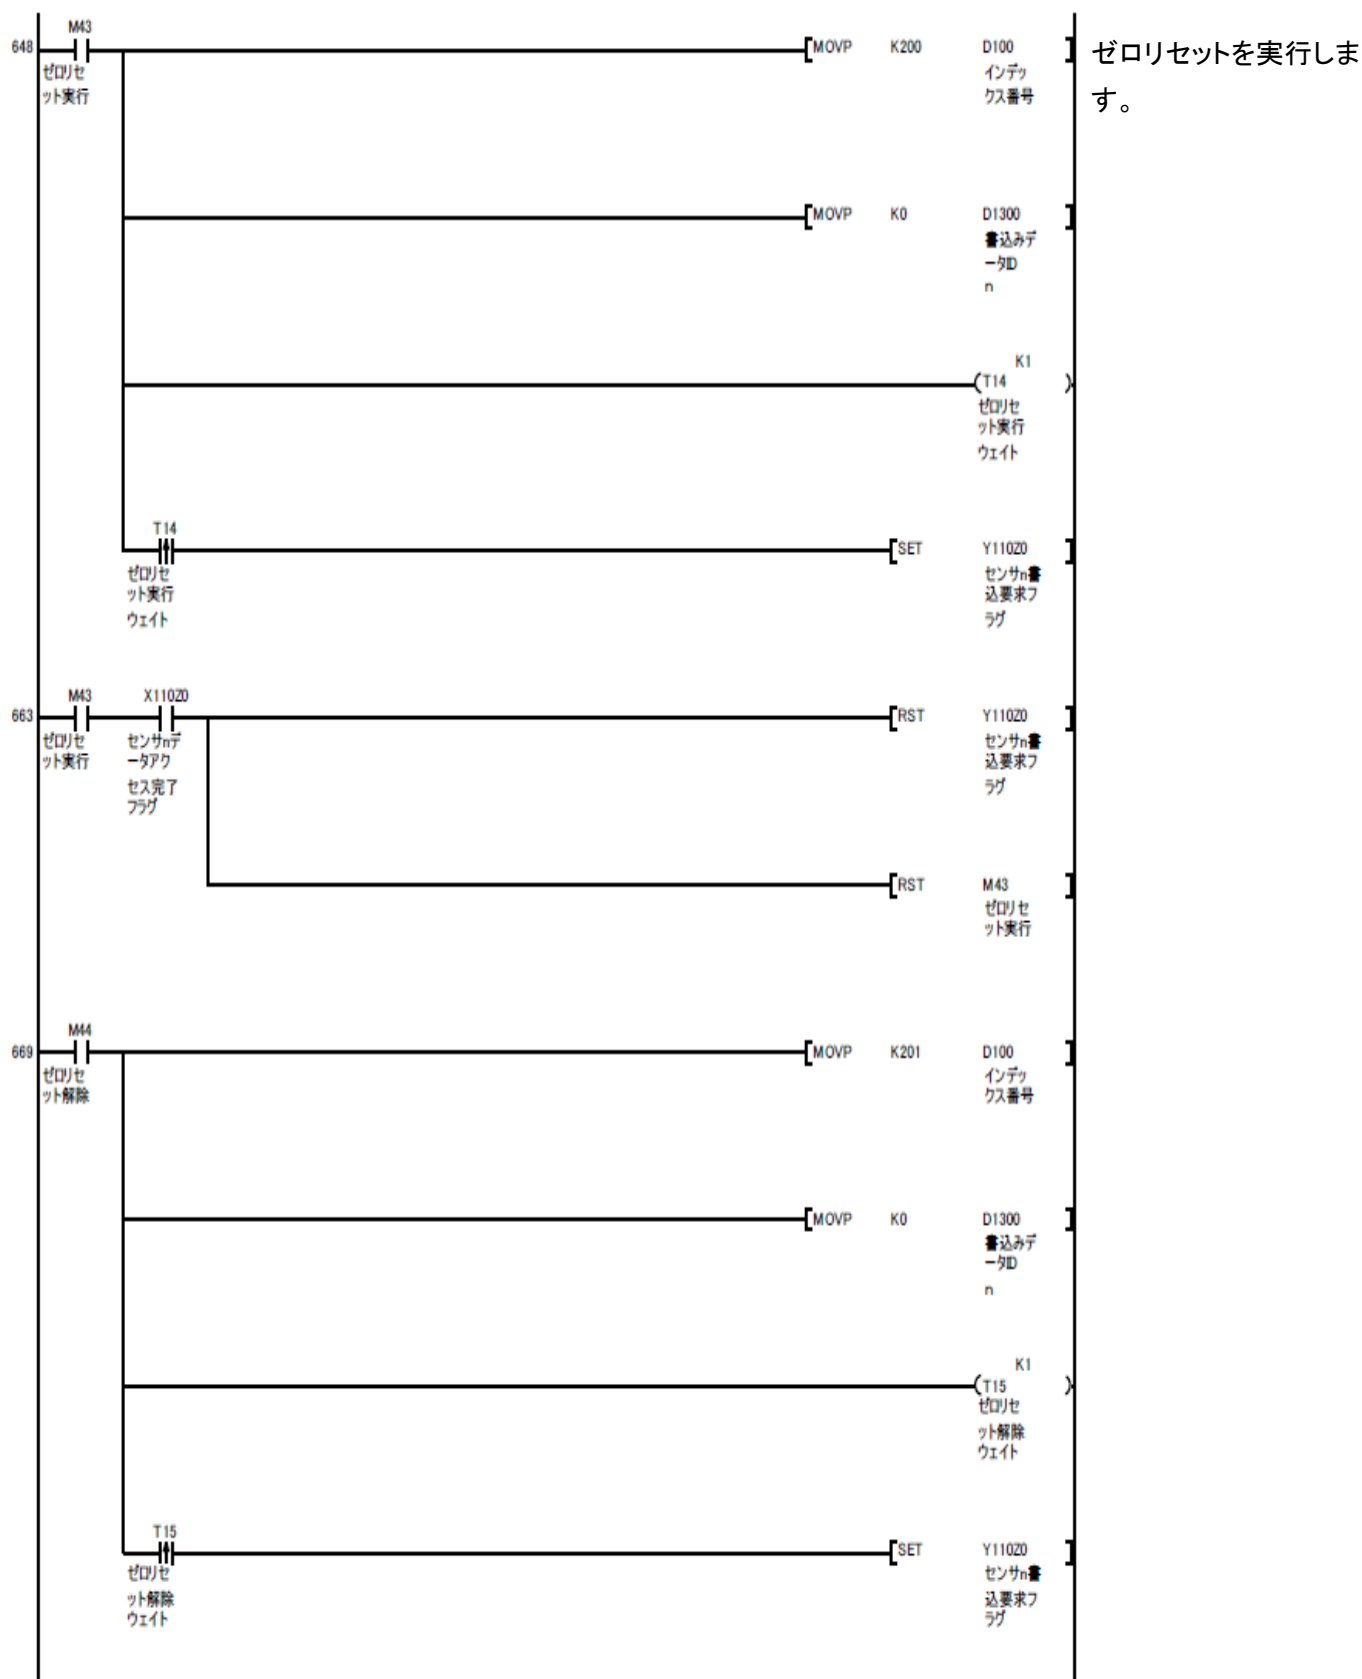 M43
648 [MOVP K200 D100 ] ゼロリセットを実行しま
ゼロリセ インデッ す。
ット実行 クス番号
[MOVP K0 D1300 ]
書込みデ
ータID
n
K1
(T14 )
ゼロリセ
ット実行
ウェイト
T14
[SET Y110Z0 ]
ゼロリセ センサn書
ット実行 込要求フ
ウェイト ラグ
M43 X110Z0
663 [RST Y110Z0 ]
ゼロリセ センサnデ センサn書
ット実行 ータアク 込要求フ
セス完了 ラグ
フラグ
[RST M43 ]
ゼロリセ
ット実行
M44
669 [MOVP K201 D100 ]
ゼロリセ インデッ
ット解除 クス番号
[MOVP K0 D1300 ]
書込みデ
ータID
n
K1
(T15 )
ゼロリセ
ット解除
ウェイト
T15
[SET Y110Z0 ]
ゼロリセ センサn書
ット解除 込要求フ
ウェイト ラグ